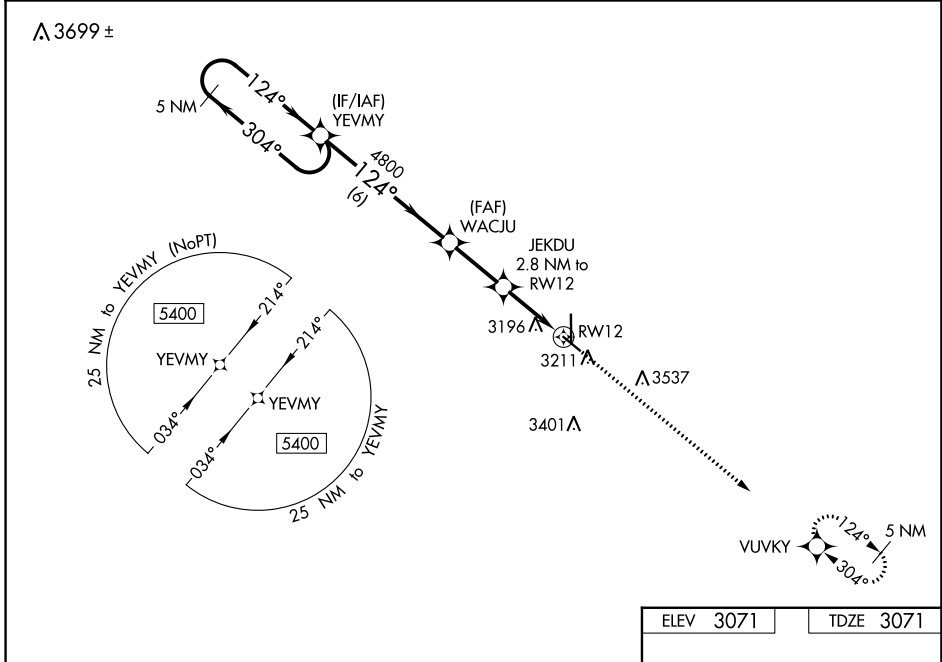 3699 ±
5 NM
124°
304°
(IF/IAF)
YEVMY
4800
124°
(6)
(FAF)
WACJU
JEKDU
2.8 NM to
RW12
3196
RW12
3211
3537
3401
25 NM to YEVMY (NoPT)
5400
214°
YEVMY
034°
214°
YEVMY
5400
034°
25 NM to YEVMY
VUVKY
124°
5 NM
304°
ELEV 3071
TDZE 3071